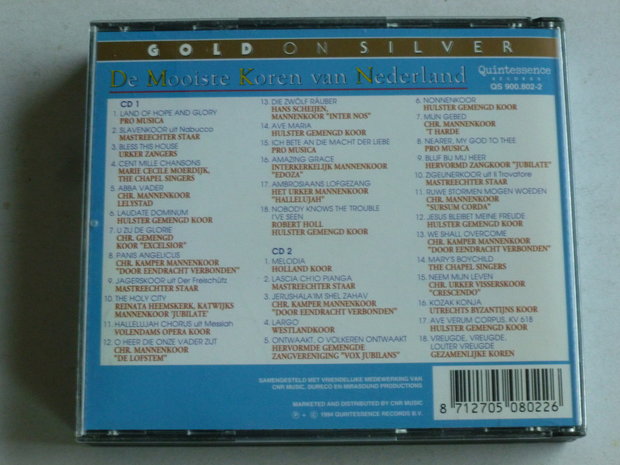 GOLD ON SILVER
De Mooiste Koren van Nederland
Quintessence
RECORDS
QS 900.802-2
CD 1
1. LAND OF HOPE AND GLORY
PRO MUSICA
2. SLAVENKOOR uit Nabucco
MASTREECHTER STAAR
3. BLESS THIS HOUSE
URKER ZANGERS
4. CENT MILLE CHANSONS
MARIE CECILE MOERDIJK,
THE CHAPEL SINGERS
5. ABBA VADER
CHR. MANNENKOOR
LELYSTAD
6. LAUDATE DOMINUM
HULSTER GEMENGD KOOR
7. U ZIJ DE GLORIE
CHR. GEMENGD
KOOR "EXCELSIOR"
8. PANIS ANGELICUS
CHR. KAMPER MANNENKOOR
"DOOR EENDRACHT VERBONDEN"
9. JAGERSKOOR uit Der Freischütz
MASTREECHTER STAAR
10. THE HOLY CITY
REINATA HEEMSKERK, KATWIJKS
MANNENKOOR 'JUBILATE'
11. HALLELUJAH CHORUS uit Messiah
VOLENDAMS OPERA KOOR
12. O HEER DIE ONZE VADER ZIJT
CHR. MANNENKOOR
"DE LOFSTEM"
13. DIE ZWÖLF RÄUBER
HANS SCHEIJEN,
MANNENKOOR "INTER NOS"
14. AVE MARIA
HULSTER GEMENGD KOOR
15. ICH BETE AN DIE MACHT DER LIEBE
PRO MUSICA
16. AMAZING GRACE
INTERKERKELIJK MANNENKOOR
"EDOZA"
17. AMBROSIAANS LOFGEZANG
HET URKER MANNENKOOR
"HALLELUJAH"
18. NOBODY KNOWS THE TROUBLE
I'VE SEEN
ROBERT HOLL
HULSTER GEMENGD KOOR
CD 2
1. MELODIA
HOLLAND KOOR
2. LASCIA CH'IO PIANGA
MASTREECHTER STAAR
3. JERUSHALA'IM SHEL ZAHAV
CHR. KAMPER MANNENKOOR
"DOOR EENDRACHT VERBONDEN"
4. LARGO
WESTLANDKOOR
5. ONTWAAKT, O VOLKEREN ONTWAAKT
HERVORMDE GEMENGDE
ZANGVERENIGING "VOX JUBILANS"
6. NONNENKOOR
HULSTER GEMENGD KOOR
7. MIJN GEBED
CHR. MANNENKOOR
'T HARDE
8. NEARER, MY GOD TO THEE
PRO MUSICA
9. BLIJF BIJ MIJ HEER
HERVORMD ZANGKOOR "JUBILATE"
10. ZIGEUNERKOOR uit Il Trovatore
MASTREECHTER STAAR
11. RUWE STORMEN MOGEN WOEDEN
CHR. MANNENKOOR
"SURSUM CORDA"
12. JESUS BLEIBET MEINE FREUDE
HULSTER GEMENGD KOOR
13. WE SHALL OVERCOME
CHR. KAMPER MANNENKOOR
"DOOR EENDRACHT VERBONDEN"
14. MARY'S BOYCHILD
THE CHAPEL SINGERS
15. NEEM MIJN LEVEN
CHR. URKER VISSERSKOOR
"CRESCENDO"
16. KOZAK KONJA
UTRECHTS BYZANTIJNS KOOR
17. AVE VERUM CORPUS, KV 618
HULSTER GEMENGD KOOR
18. VREUGDE, VREUGDE,
LOUTER VREUGDE
GEZAMENLIJKE KOREN
SAMENGESTELD MET VRIENDELIJKE MEDEWERKING VAN
CNR MUSIC, DURECO EN MIRASOUND PRODUCTIONS
MARKETED AND DISTRIBUTED BY CNR MUSIC
℗ + © 1994 QUINTESSENCE RECORDS B.V.
8 712705 080226